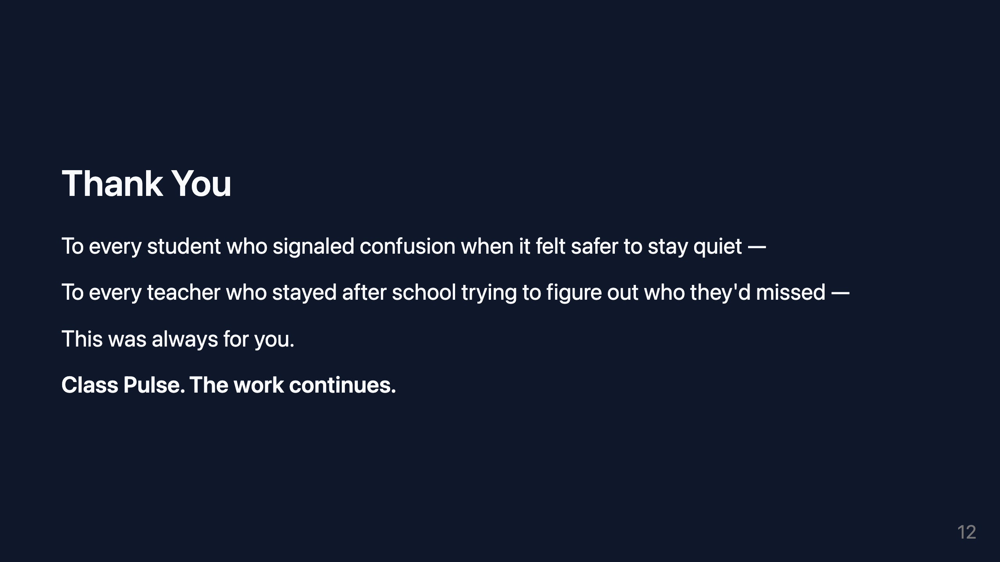 Thank You
To every student who signaled confusion when it felt safer to stay quiet —
To every teacher who stayed after school trying to figure out who they'd missed —
This was always for you.
Class Pulse. The work continues.
12